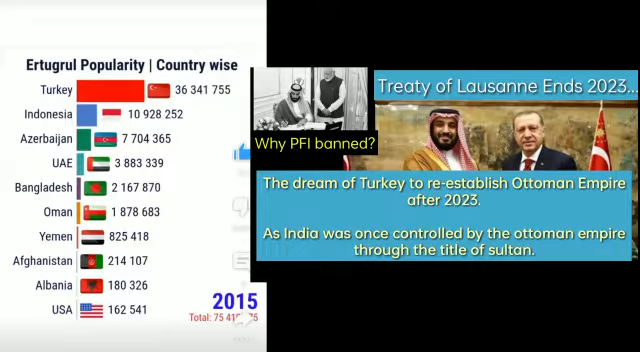 Ertugrul Popularity | Country wise
Turkey 36 341 755
Indonesia 10 928 252
Azerbaijan 7 704 365
UAE 3 883 339
Bangladesh 2 167 870
Oman 1 878 683
Yemen 825 418
Afghanistan 214 107
Albania 180 326
USA 162 541
2015
Total: 75 41
Why PFI banned?
Treaty of Lausanne Ends 2023...
The dream of Turkey to re-establish Ottoman Empire
after 2023.
As India was once controlled by the ottoman empire
through the title of sultan.